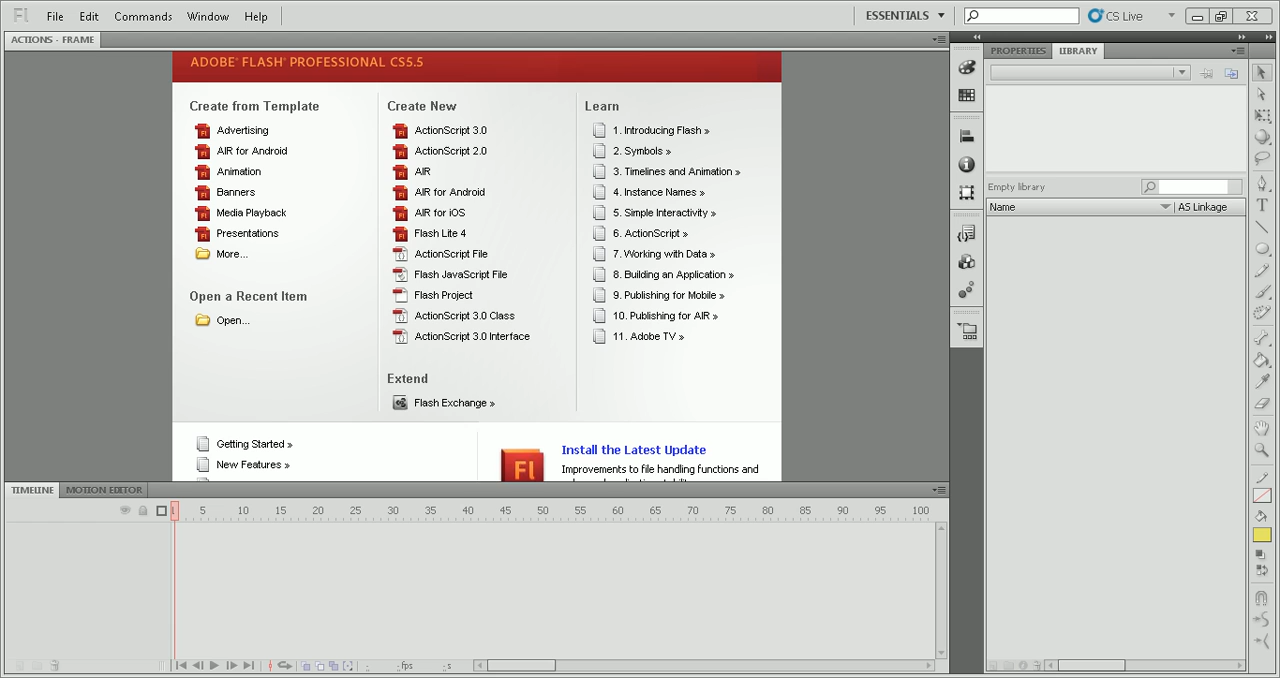 Fl File Edit Commands Window Help ESSENTIALS CS Live
ACTIONS - FRAME
PROPERTIES LIBRARY
ADOBE® FLASH® PROFESSIONAL CS5.5
Create from Template
Advertising
AIR for Android
Animation
Banners
Media Playback
Presentations
More...
Open a Recent Item
Open...
Create New
ActionScript 3.0
ActionScript 2.0
AIR
AIR for Android
AIR for iOS
Flash Lite 4
ActionScript File
Flash JavaScript File
Flash Project
ActionScript 3.0 Class
ActionScript 3.0 Interface
Extend
Flash Exchange »
Learn
1. Introducing Flash »
2. Symbols »
3. Timelines and Animation »
4. Instance Names »
5. Simple Interactivity »
6. ActionScript »
7. Working with Data »
8. Building an Application »
9. Publishing for Mobile »
10. Publishing for AIR »
11. Adobe TV »
Getting Started »
New Features »
Fl
Install the Latest Update
Improvements to file handling functions and
Empty library
Name AS Linkage
TIMELINE MOTION EDITOR
1 5 10 15 20 25 30 35 40 45 50 55 60 65 70 75 80 85 90 95 100
fps s